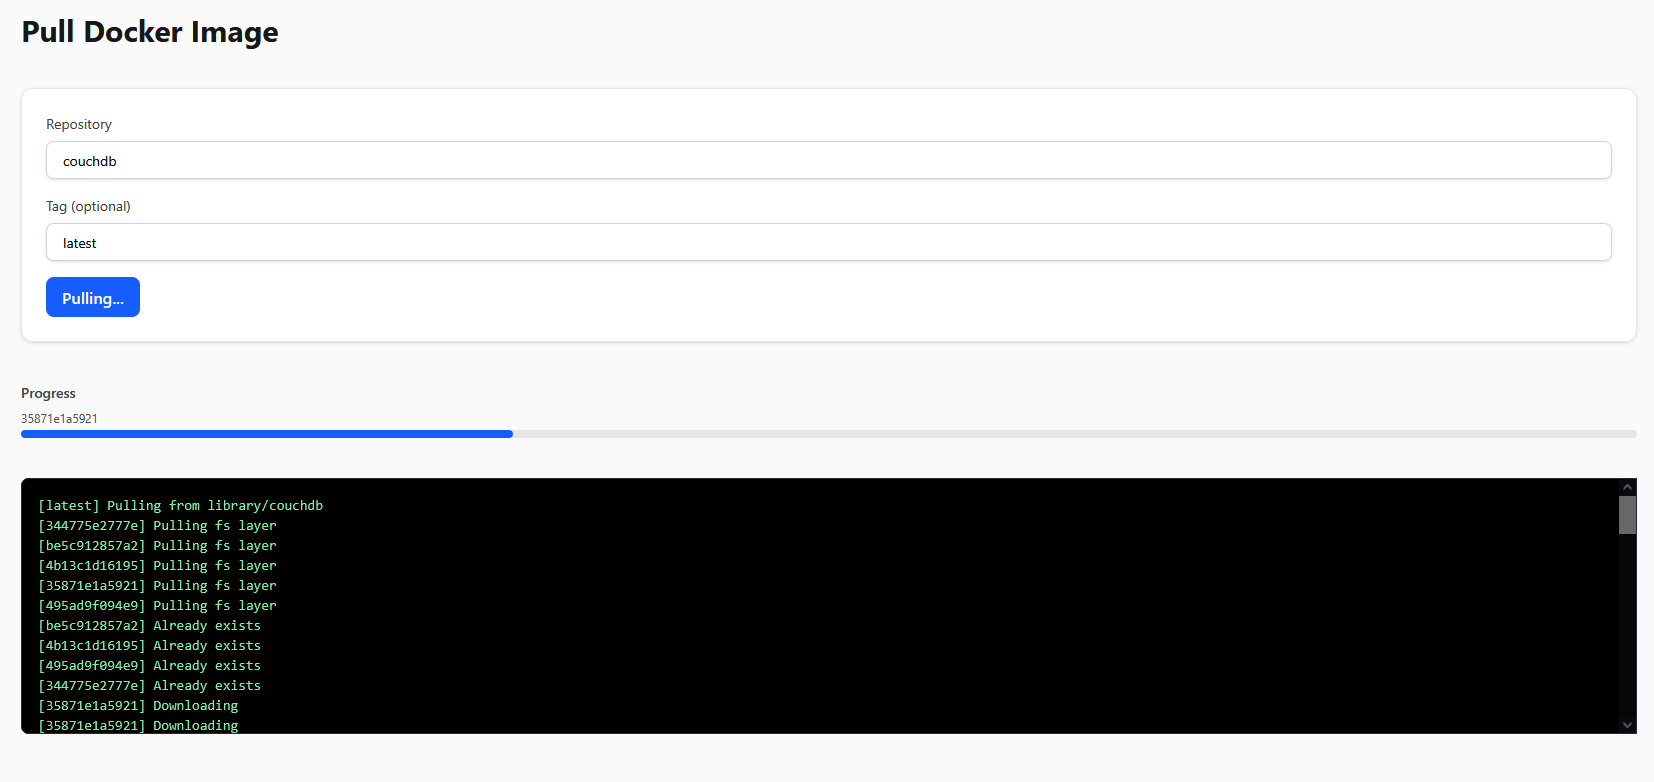 Pull Docker Image
Repository
couchdb
Tag (optional)
latest
Pulling...
Progress
35871e1a5921
[latest] Pulling from library/couchdb
[344775e2777e] Pulling fs layer
[be5c912857a2] Pulling fs layer
[4b13c1d16195] Pulling fs layer
[35871e1a5921] Pulling fs layer
[495ad9f094e9] Pulling fs layer
[be5c912857a2] Already exists
[4b13c1d16195] Already exists
[495ad9f094e9] Already exists
[344775e2777e] Already exists
[35871e1a5921] Downloading
[35871e1a5921] Downloading